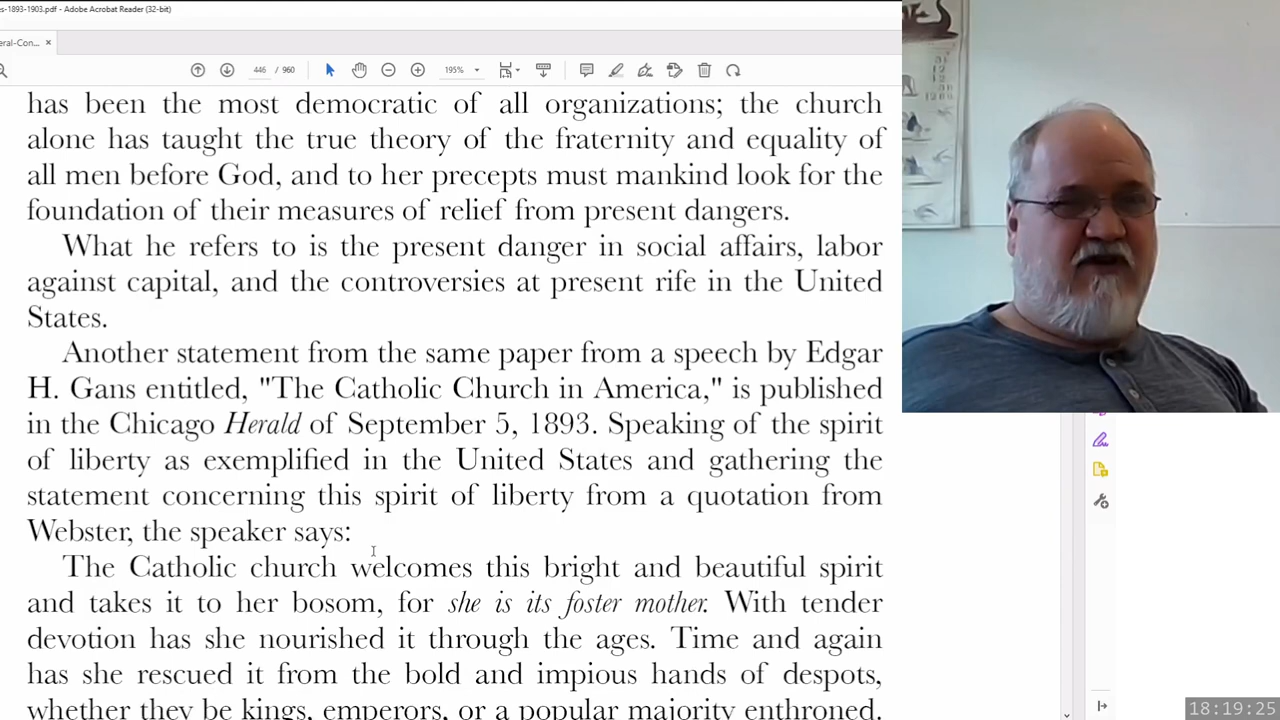 s-1893-1903.pdf - Adobe Acrobat Reader (32-bit)
eral-Con... ×
446 / 960
195%
has been the most democratic of all organizations; the church
alone has taught the true theory of the fraternity and equality of
all men before God, and to her precepts must mankind look for the
foundation of their measures of relief from present dangers.
What he refers to is the present danger in social affairs, labor
against capital, and the controversies at present rife in the United
States.
Another statement from the same paper from a speech by Edgar
H. Gans entitled, "The Catholic Church in America," is published
in the Chicago Herald of September 5, 1893. Speaking of the spirit
of liberty as exemplified in the United States and gathering the
statement concerning this spirit of liberty from a quotation from
Webster, the speaker says:
The Catholic church welcomes this bright and beautiful spirit
and takes it to her bosom, for she is its foster mother. With tender
devotion has she nourished it through the ages. Time and again
has she rescued it from the bold and impious hands of despots,
whether they be kings, emperors, or a popular majority enthroned.
18:19:25